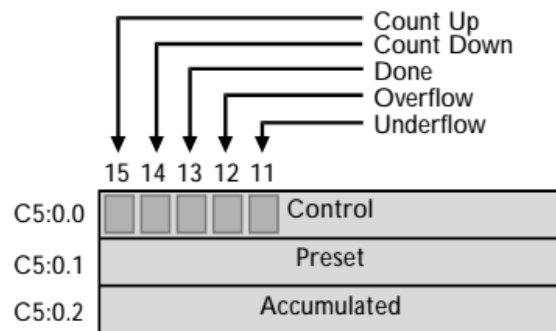 Count Up
Count Down
Done
Overflow
Underflow
15 14 13 12 11
C5:0.0 Control
C5:0.1 Preset
C5:0.2 Accumulated